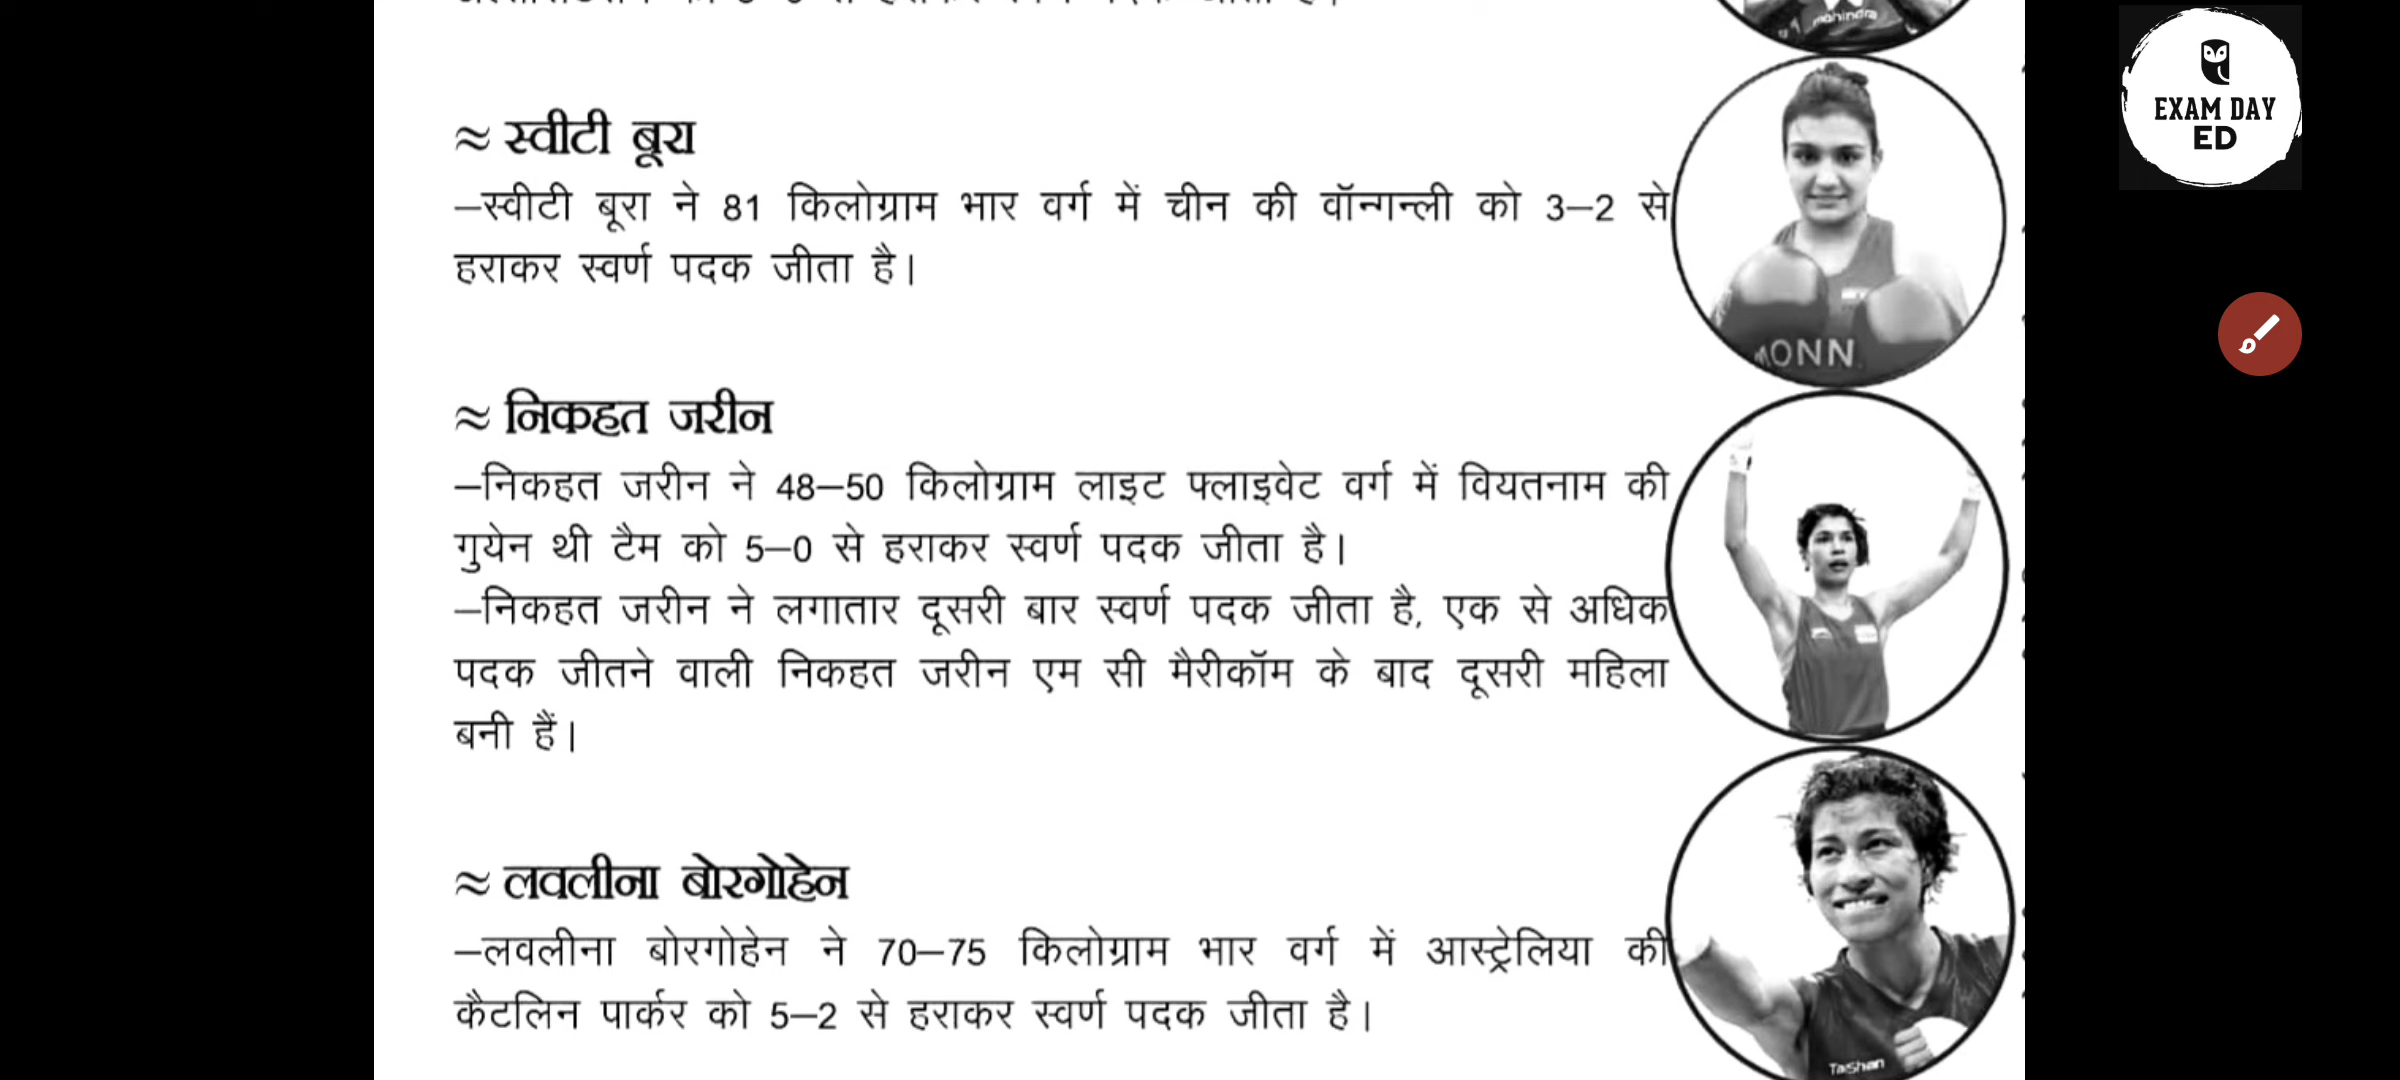 ≈ स्वीटी बूरा
–स्वीटी बूरा ने 81 किलोग्राम भार वर्ग में चीन की वॉन्गन्ली को 3–2 से
हराकर स्वर्ण पदक जीता है।
≈ निकहत जरीन
–निकहत जरीन ने 48–50 किलोग्राम लाइट फ्लाइवेट वर्ग में वियतनाम की
गुयेन थी टैम को 5–0 से हराकर स्वर्ण पदक जीता है।
–निकहत जरीन ने लगातार दूसरी बार स्वर्ण पदक जीता है, एक से अधिक
पदक जीतने वाली निकहत जरीन एम सी मैरीकॉम के बाद दूसरी महिला
बनी हैं।
≈ लवलीना बोरगोहेन
–लवलीना बोरगोहेन ने 70–75 किलोग्राम भार वर्ग में आस्ट्रेलिया की
कैटलिन पार्कर को 5–2 से हराकर स्वर्ण पदक जीता है।
mahindra
MONN
TaiShan
EXAM DAY
ED